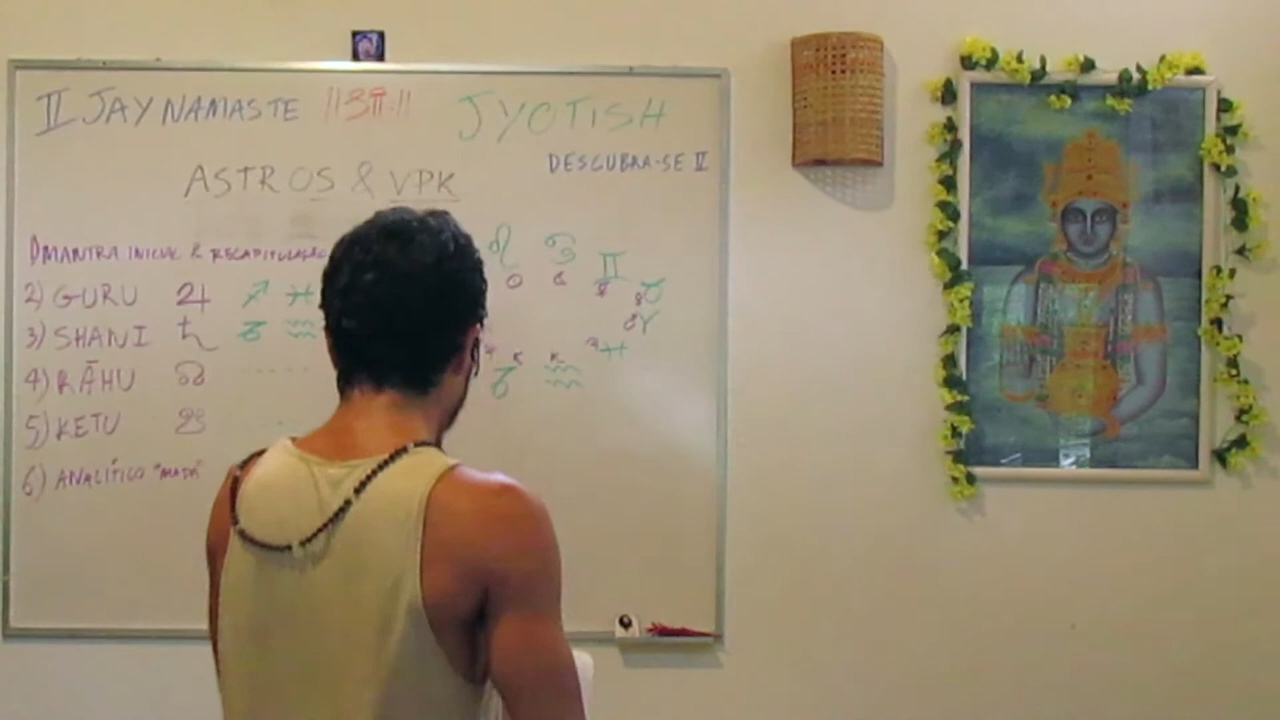 II JAY NAMASTE ||ॐ|| JYOTISH
DESCUBRA-SE II
ASTROS & VPK
1) MANTRA INICIAL & RECAPITULAÇÃO
2) GURU ♃ ♐ ♓
3) SHANI ♄ ♑ ♒
4) RĀHU ☊
5) KETU ☋
6) ANALÍTICO